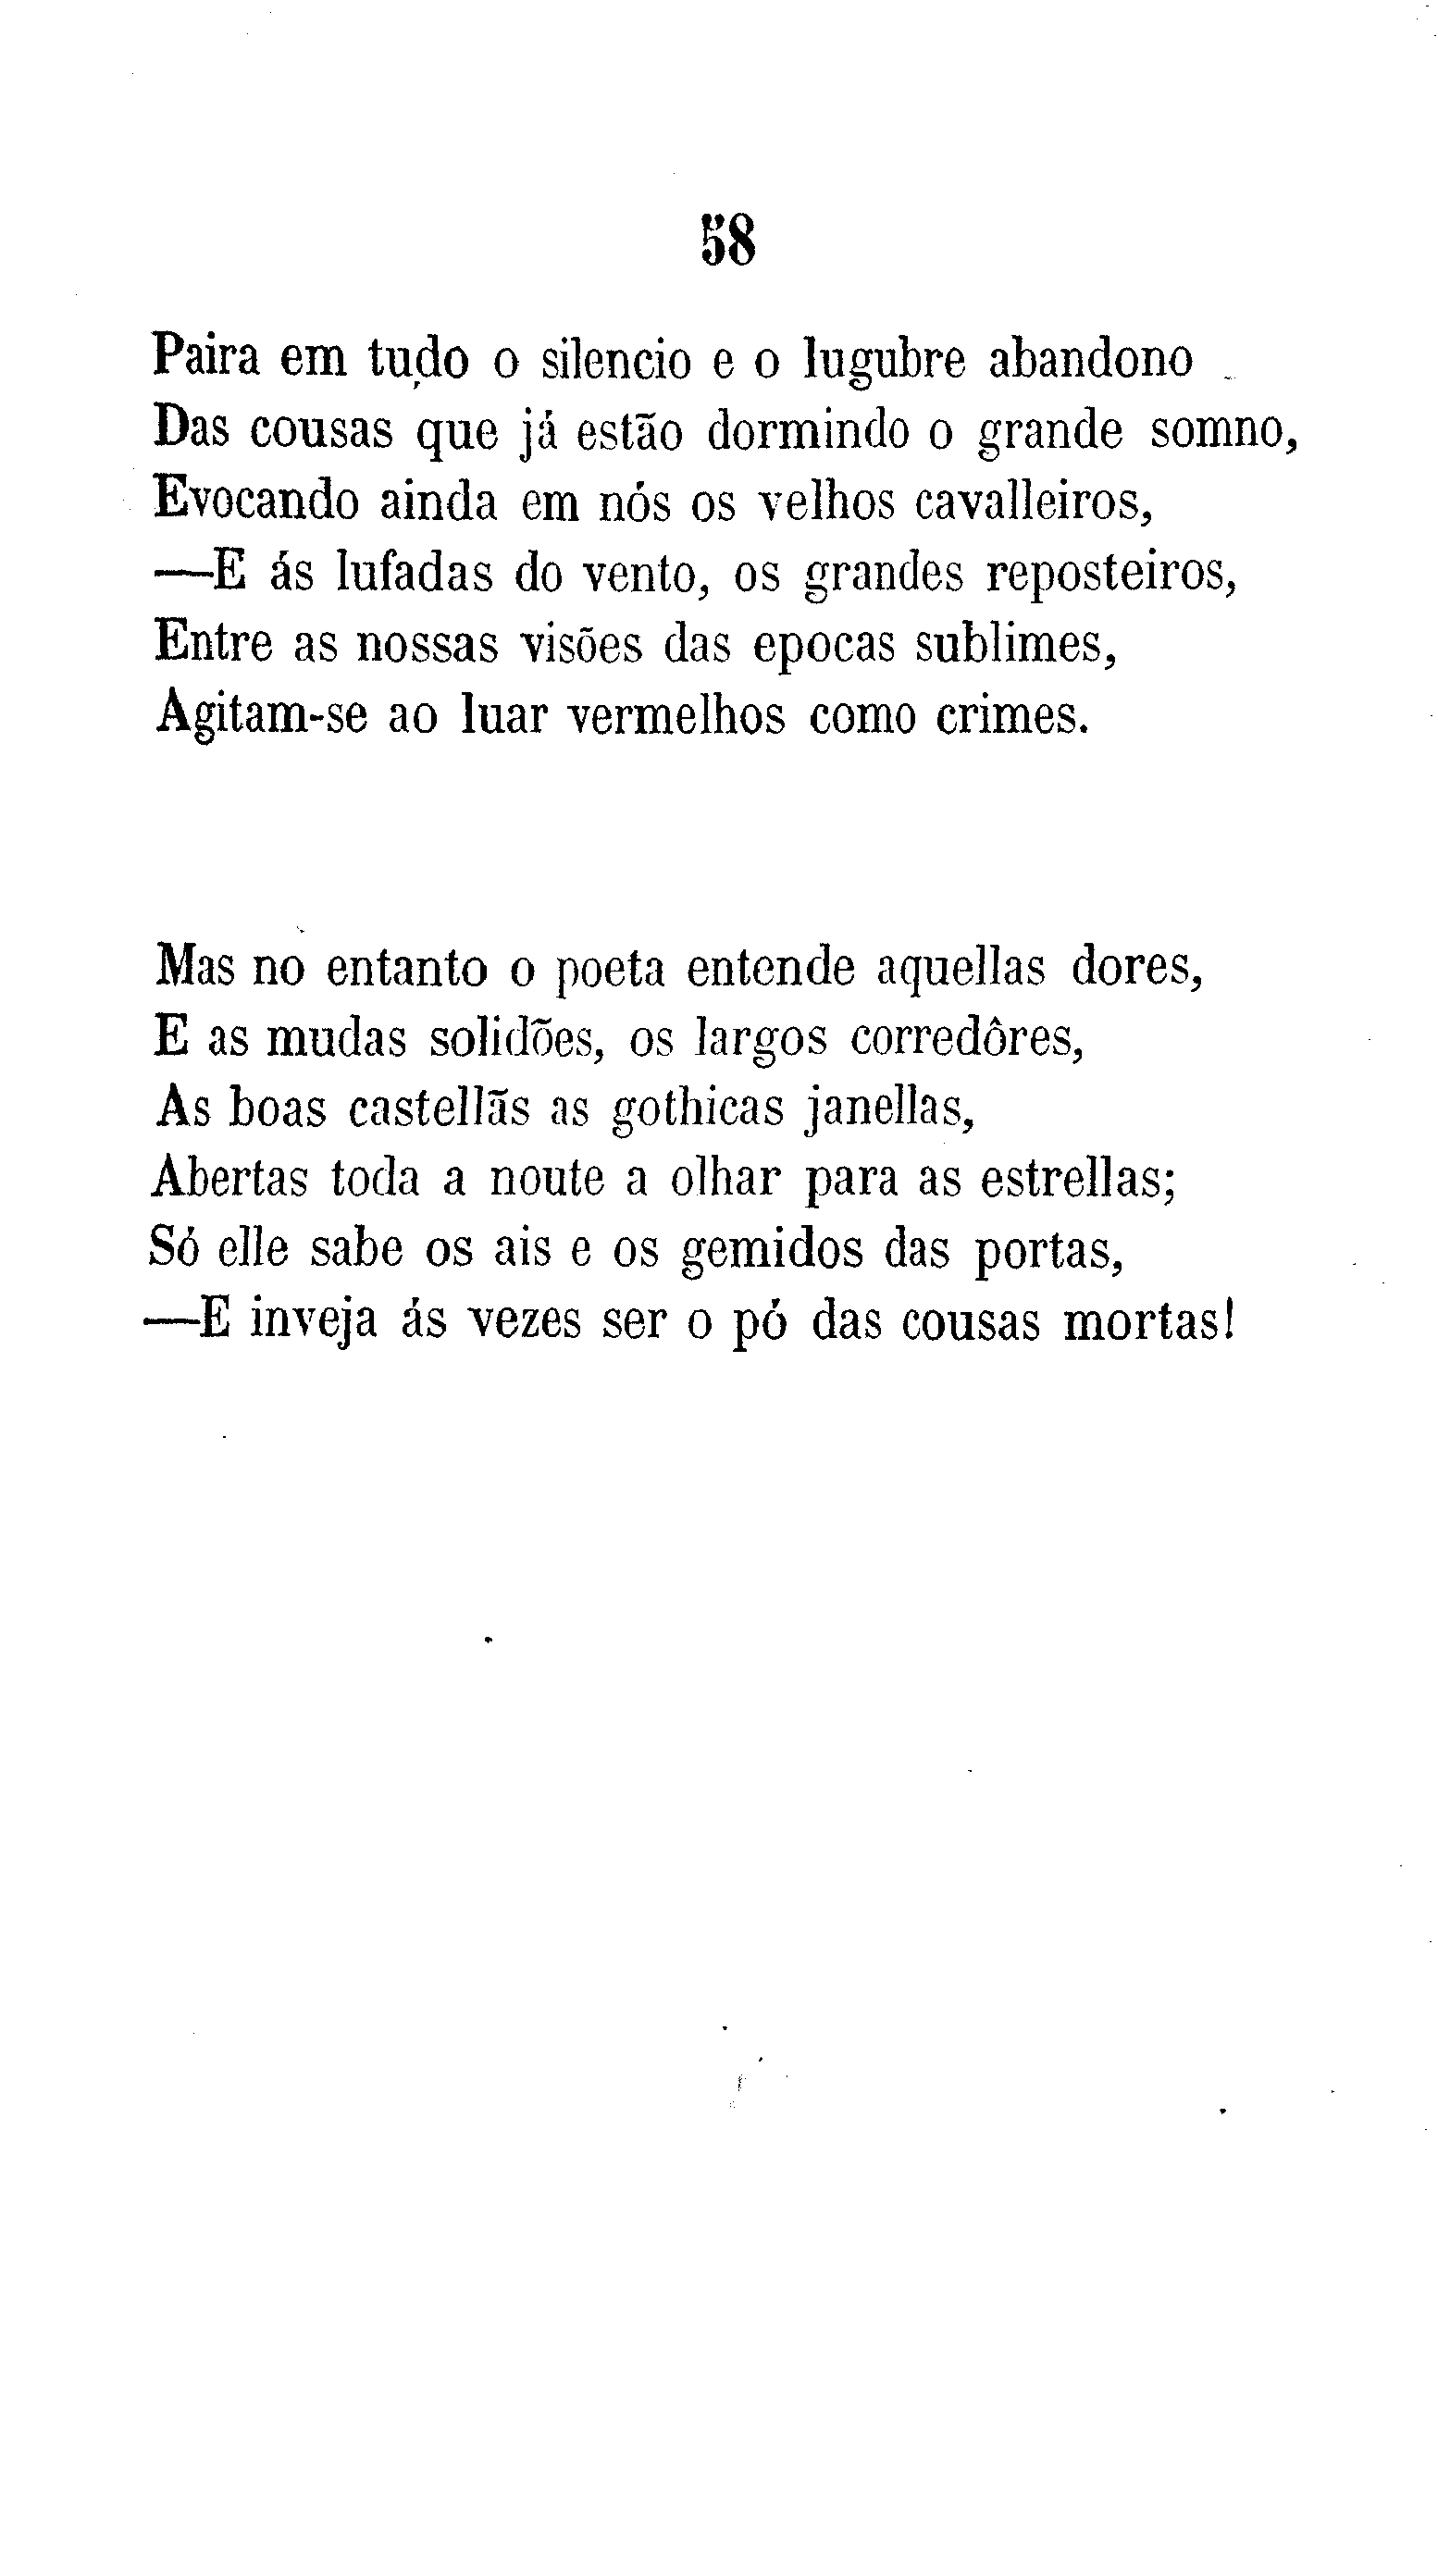 58
Paira em tudo o silencio e o lugubre abandono
Das cousas que já estão dormindo o grande somno,
Evocando ainda em nós os velhos cavalleiros,
—E ás lufadas do vento, os grandes reposteiros,
Entre as nossas visões das epocas sublimes,
Agitam-se ao luar vermelhos como crimes.
Mas no entanto o poeta entende aquellas dores,
E as mudas solidões, os largos corredôres,
As boas castellãs as gothicas janellas,
Abertas toda a noute a olhar para as estrellas;
Só elle sabe os ais e os gemidos das portas,
—E inveja ás vezes ser o pó das cousas mortas!